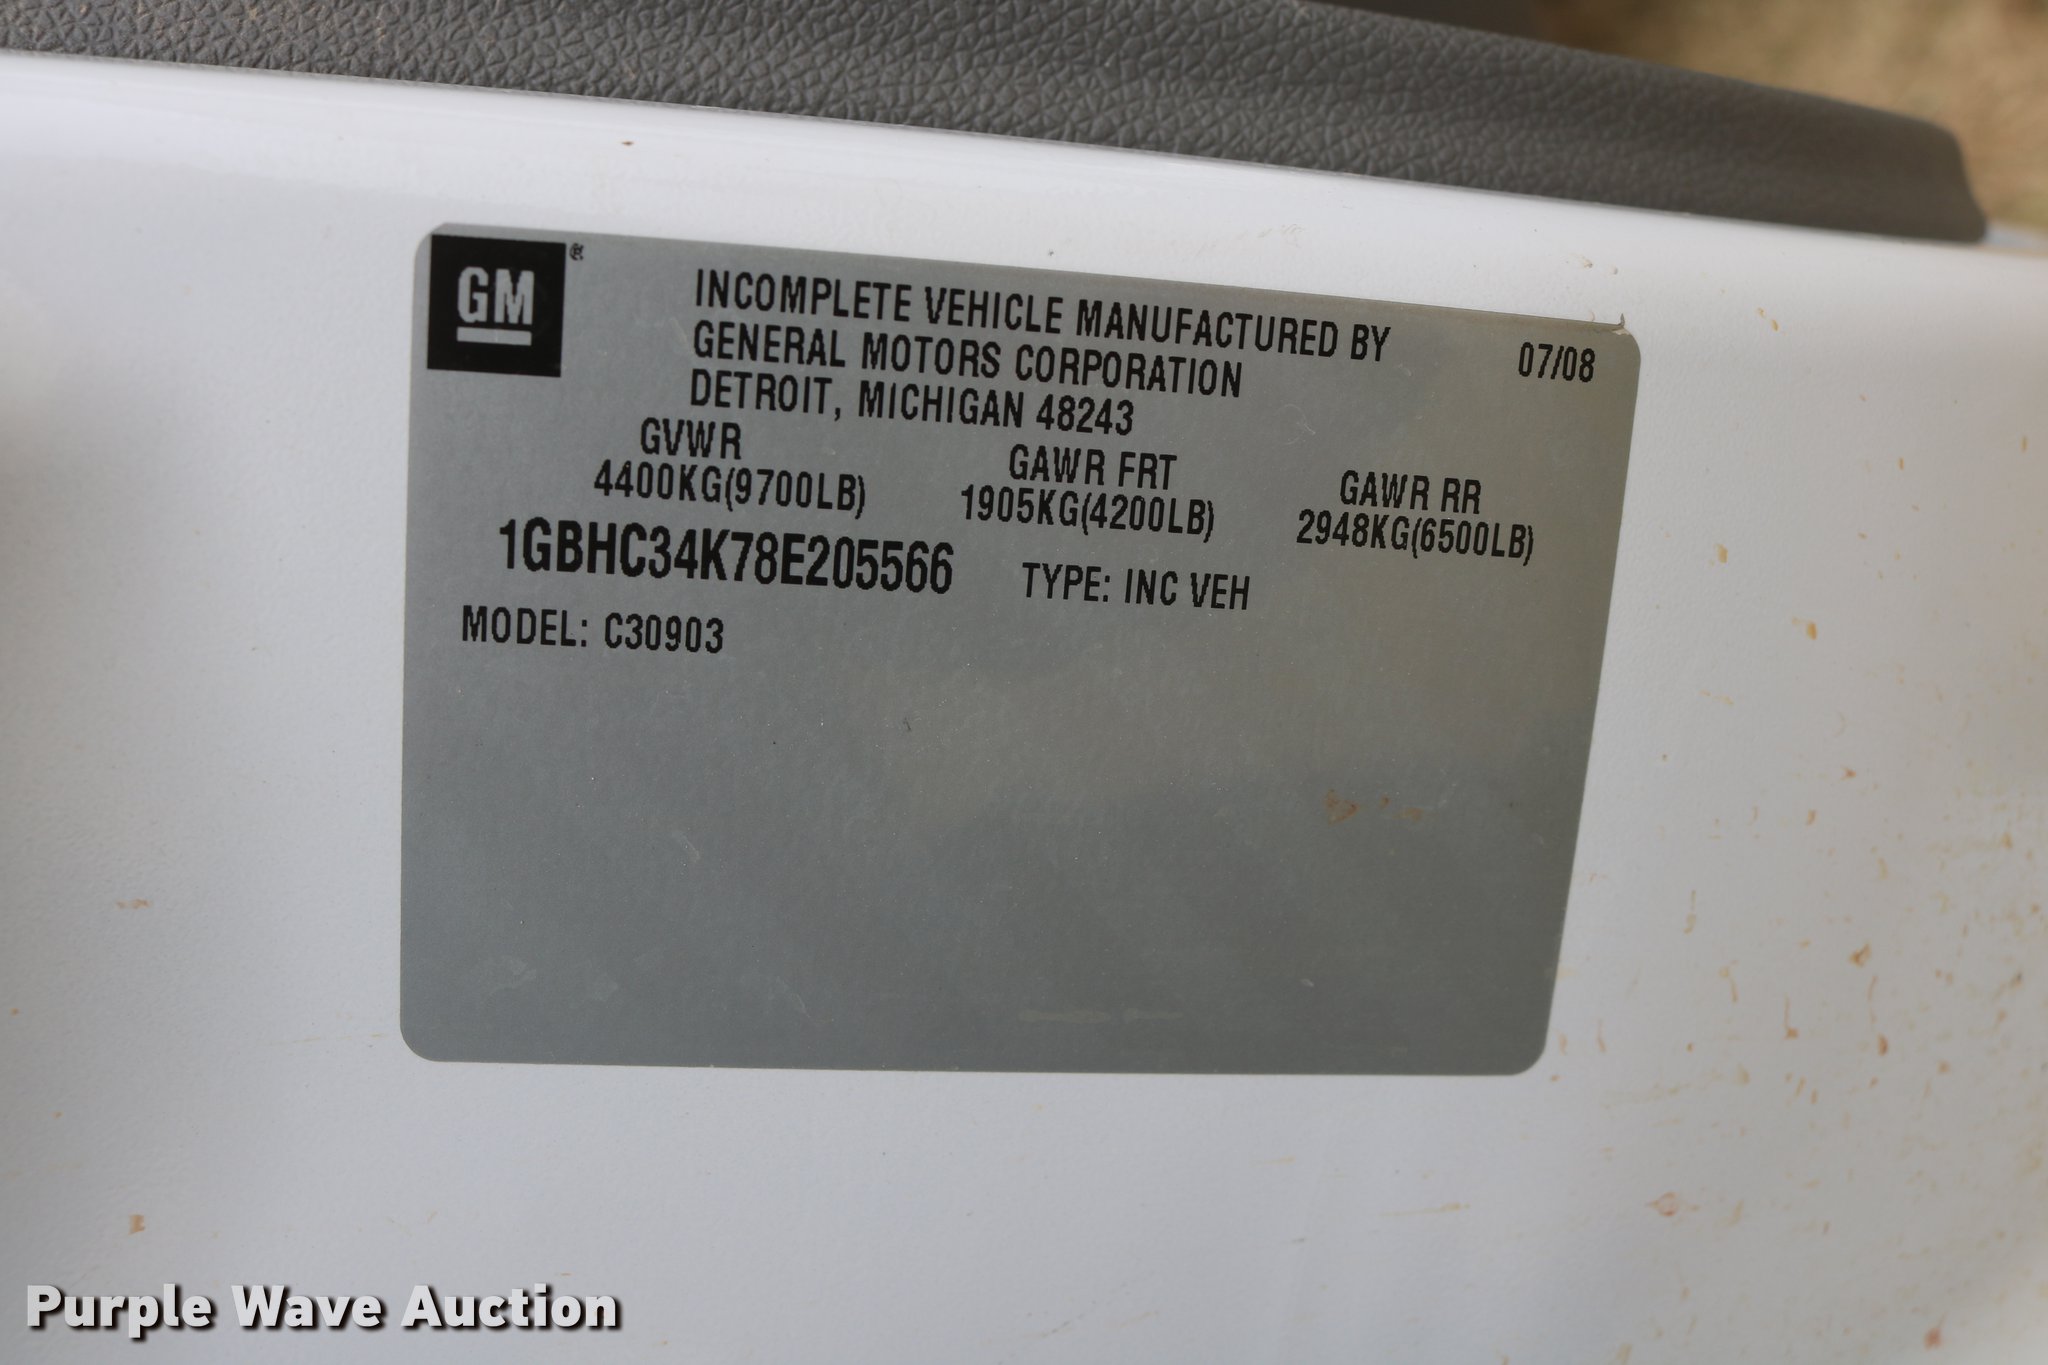 GM®
INCOMPLETE VEHICLE MANUFACTURED BY
GENERAL MOTORS CORPORATION 07/08
DETROIT, MICHIGAN 48243
GVWR GAWR FRT GAWR RR
4400KG(9700LB) 1905KG(4200LB) 2948KG(6500LB)
1GBHC34K78E205566 TYPE: INC VEH
MODEL: C30903
Purple Wave Auction